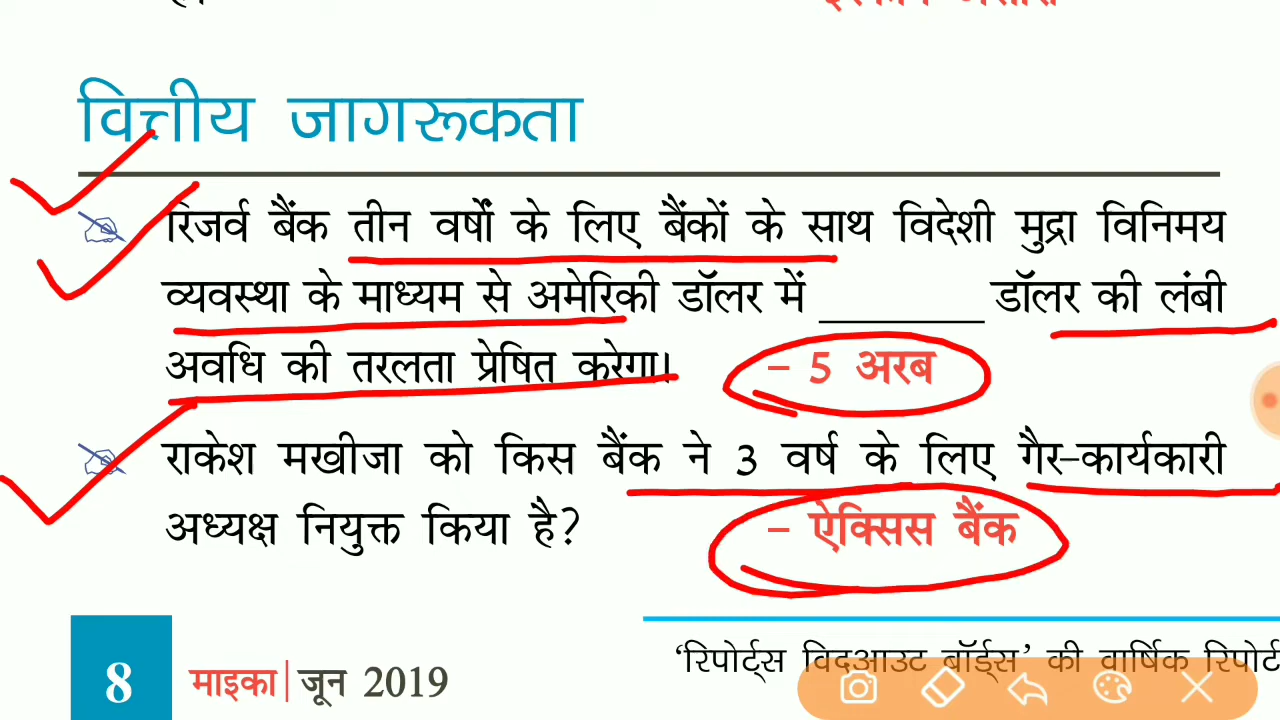 वित्तीय जागरूकता
रिजर्व बैंक तीन वर्षों के लिए बैंकों के साथ विदेशी मुद्रा विनिमय
व्यवस्था के माध्यम से अमेरिकी डॉलर में ________ डॉलर की लंबी
अवधि की तरलता प्रेषित करेगा। – 5 अरब
राकेश मखीजा को किस बैंक ने 3 वर्ष के लिए गैर-कार्यकारी
अध्यक्ष नियुक्त किया है? – ऐक्सिस बैंक
'रिपोर्ट्स विदआउट बॉर्ड्स' की वार्षिक रिपोर्ट
8 माइका | जून 2019